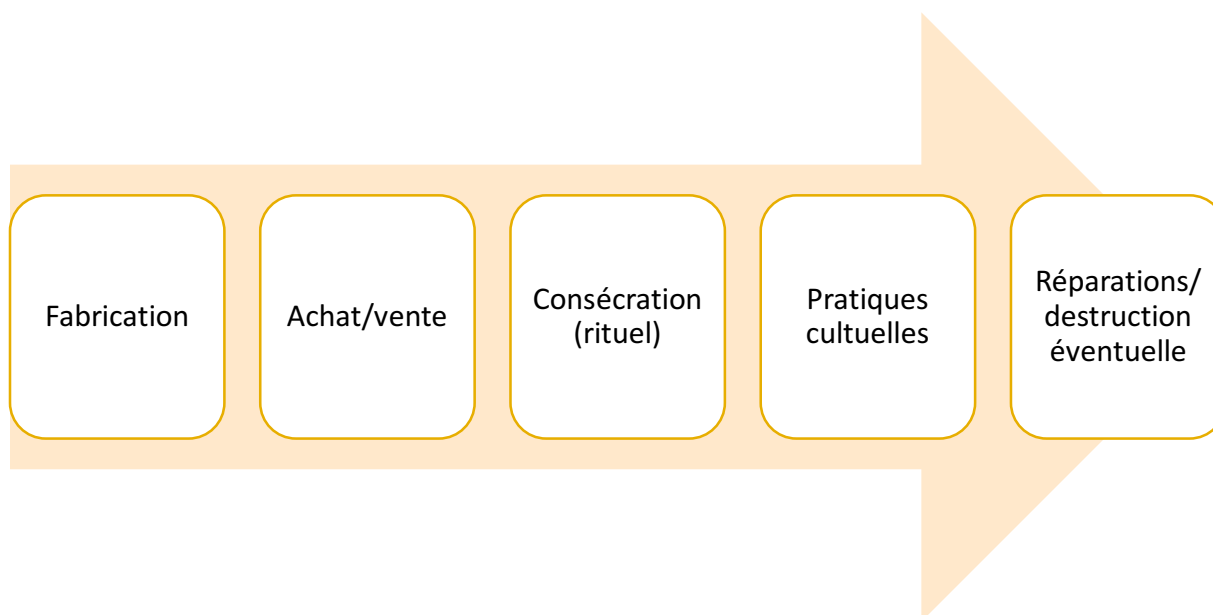 Fabrication
Achat/vente
Consécration
(rituel)
Pratiques
cultuelles
Réparations/
destruction
éventuelle